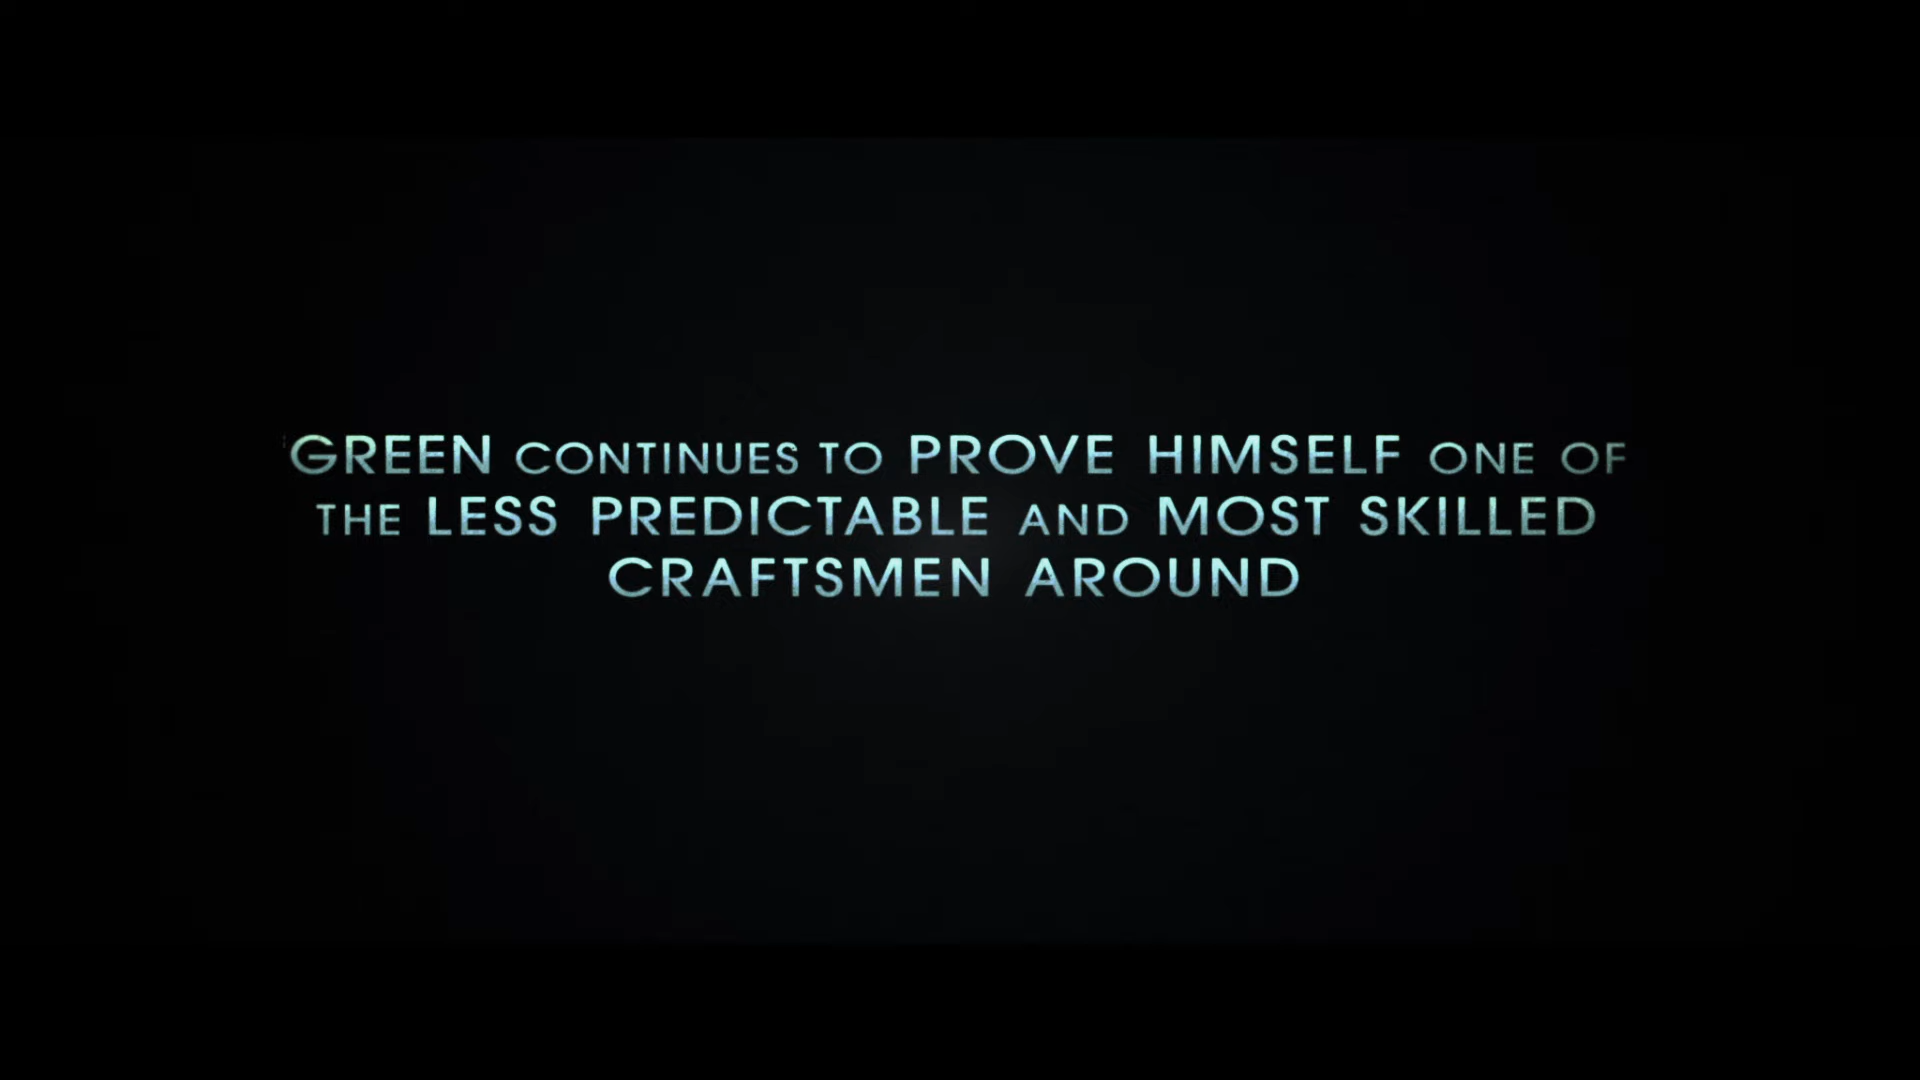 'GREEN CONTINUES TO PROVE HIMSELF ONE OF
THE LESS PREDICTABLE AND MOST SKILLED
CRAFTSMEN AROUND